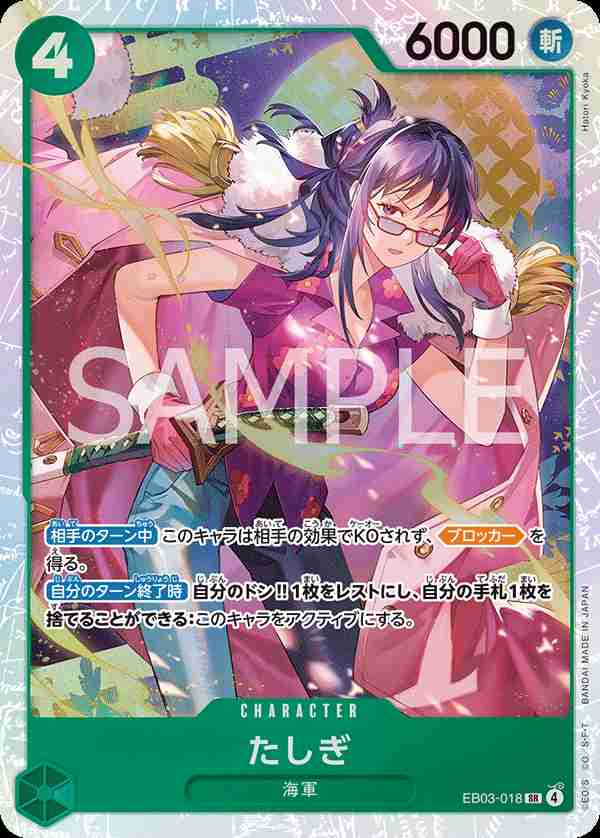 4
6000
斬
Hatori Kyoka
SAMPLE
相手のターン中 このキャラは相手の効果でKOされず、ブロッカーを
得る。
自分のターン終了時 自分のドン!!1枚をレストにし、自分の手札1枚を
捨てることができる:このキャラをアクティブにする。
CHARACTER
たしぎ
海軍
EB03-018 SR 4
©E.O/S ©O.S・F・T BANDAI MADE IN JAPAN